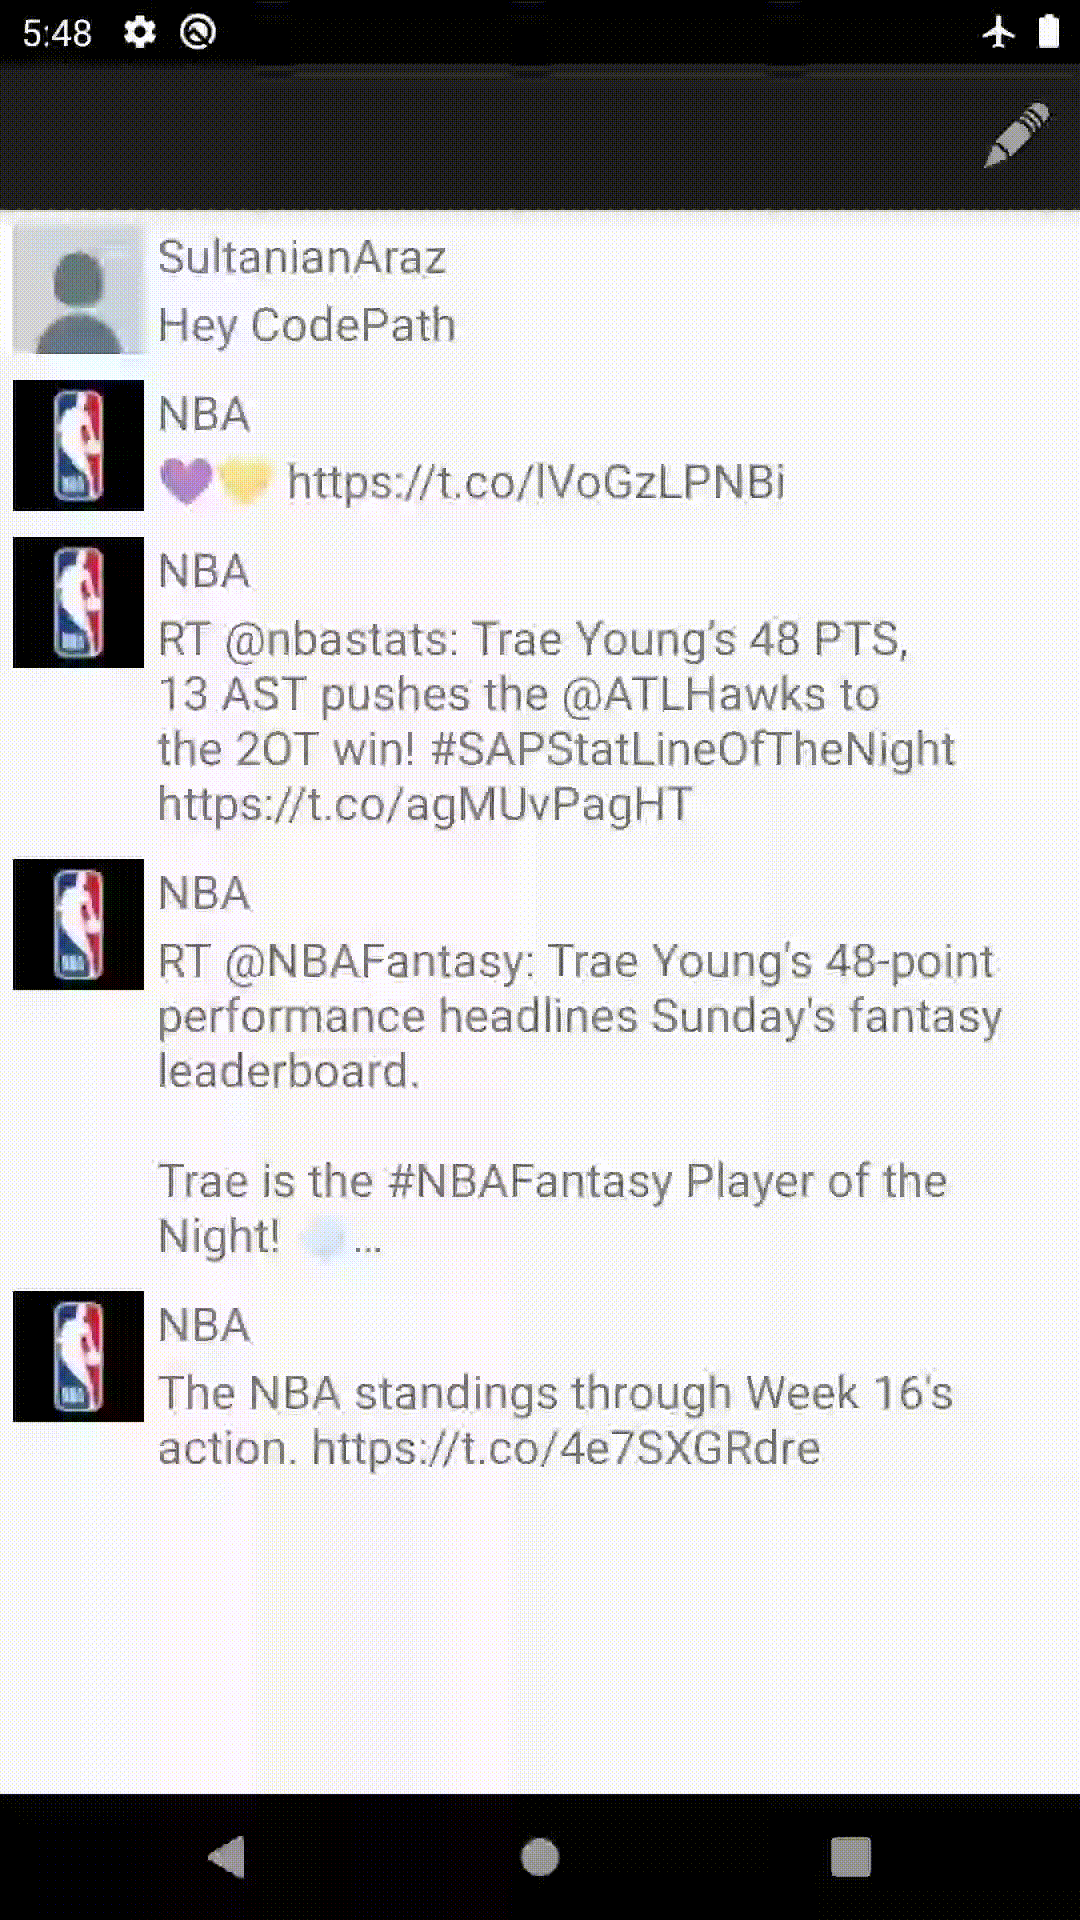 5:48
SultanianAraz
Hey CodePath
NBA
💜💛 https://t.co/lVoGzLPNBi
NBA
RT @nbastats: Trae Young’s 48 PTS,
13 AST pushes the @ATLHawks to
the 2OT win! #SAPStatLineOfTheNight
https://t.co/agMUvPagHT
NBA
RT @NBAFantasy: Trae Young's 48-point
performance headlines Sunday's fantasy
leaderboard.
Trae is the #NBAFantasy Player of the
Night! …
NBA
The NBA standings through Week 16's
action. https://t.co/4e7SXGRdre